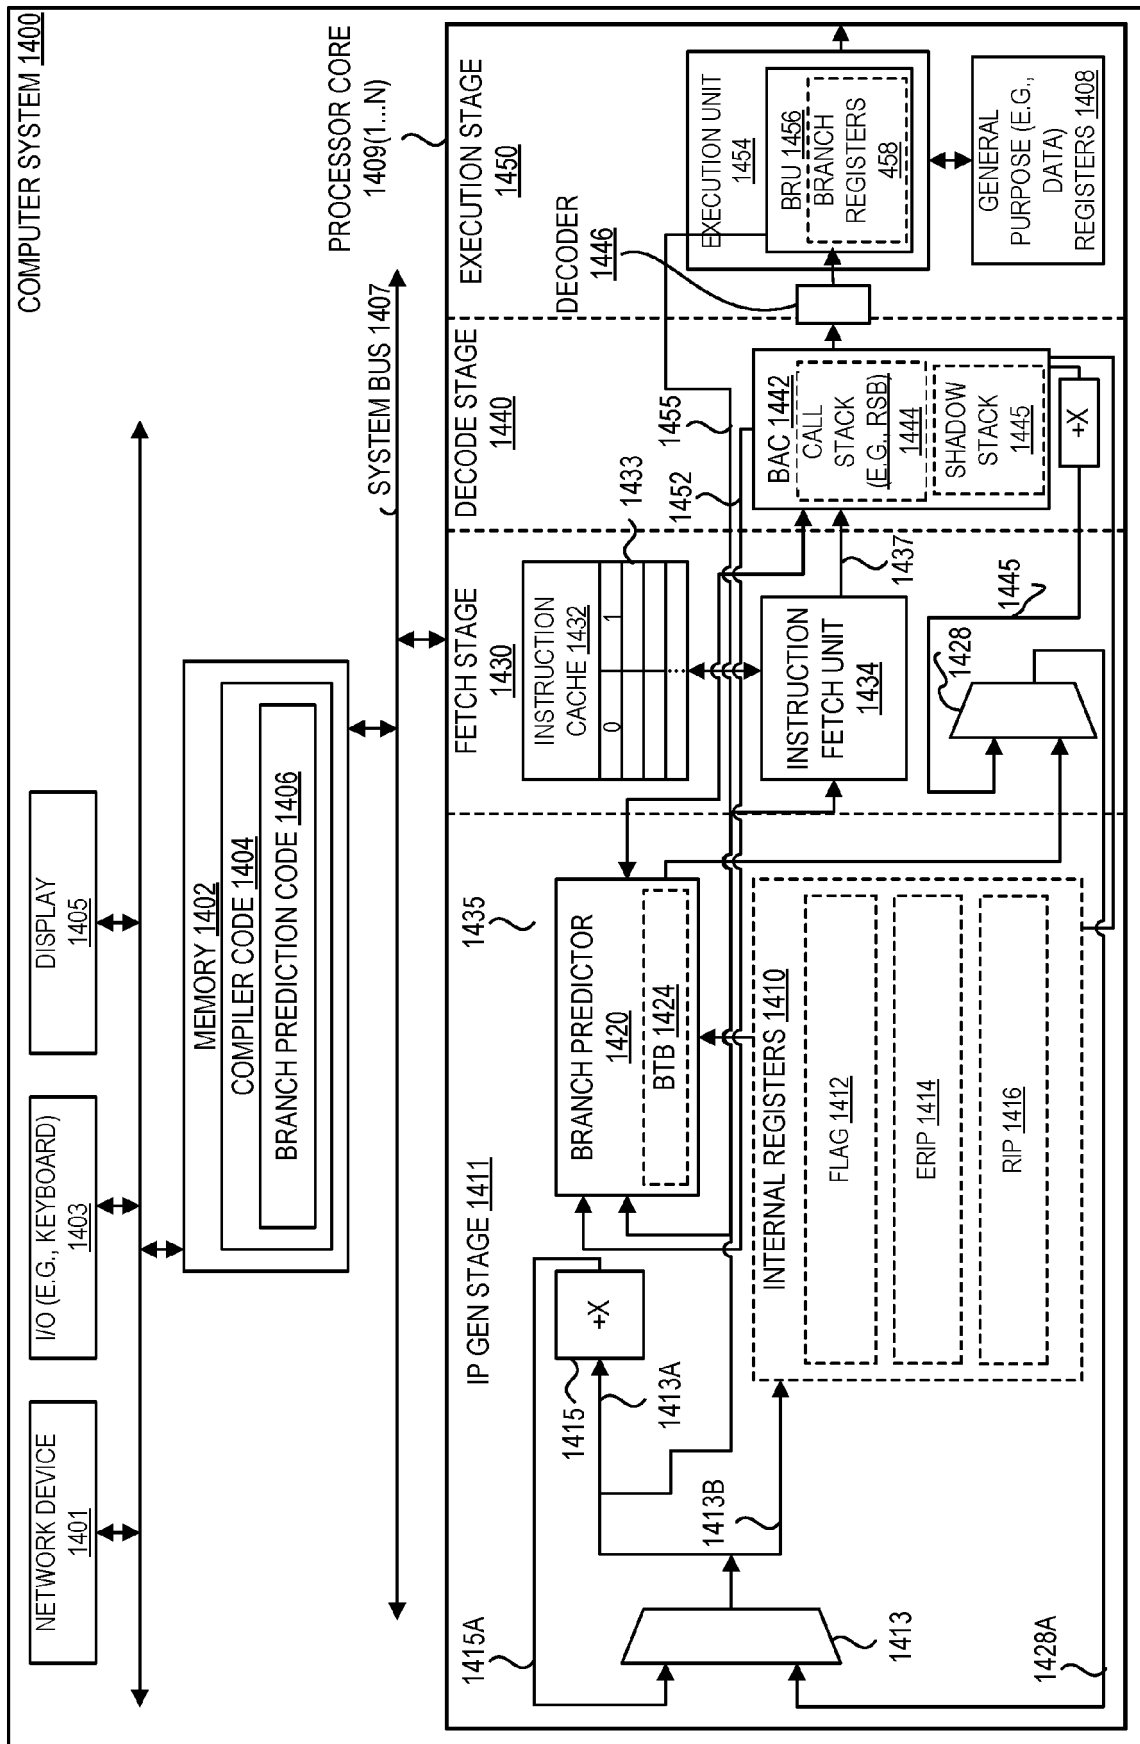 COMPUTER SYSTEM 1400
NETWORK DEVICE
1401
I/O (E.G., KEYBOARD)
1403
DISPLAY
1405
MEMORY 1402
COMPILER CODE 1404
BRANCH PREDICTION CODE 1406
SYSTEM BUS 1407
PROCESSOR CORE
1409(1...N)
IP GEN STAGE 1411
FETCH STAGE
1430
DECODE STAGE
1440
EXECUTION STAGE
1450
1415A
1415
+X
1413A
1413B
1413
1428A
1435
BRANCH PREDICTOR
1420
BTB 1424
INTERNAL REGISTERS 1410
FLAG 1412
ERIP 1414
RIP 1416
INSTRUCTION
CACHE 1432
0
1
...
1433
INSTRUCTION
FETCH UNIT
1434
1437
1428
1445
1452
1455
BAC 1442
CALL
STACK
(E.G., RSB)
1444
SHADOW
STACK
1445
+X
DECODER
1446
EXECUTION UNIT
1454
BRU 1456
BRANCH
REGISTERS
458
GENERAL
PURPOSE (E.G.,
DATA)
REGISTERS 1408